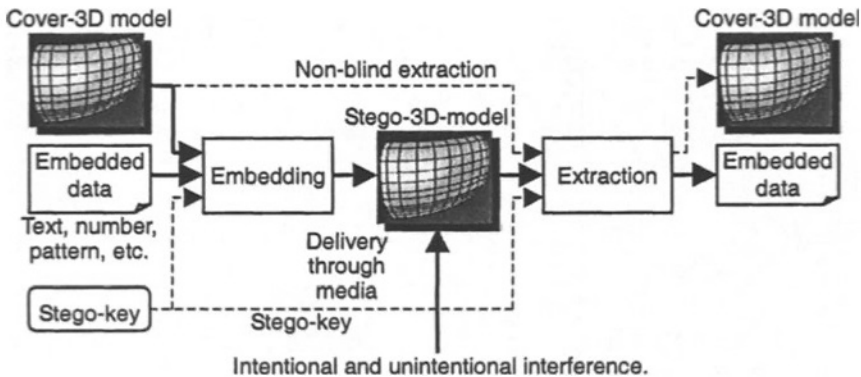 Cover-3D model
Cover-3D model
Non-blind extraction
Stego-3D-model
Embedded
data
Embedding
Extraction
Embedded
data
Text, number,
pattern, etc.
Delivery
through
media
Stego-key
Stego-key
Intentional and unintentional interference.